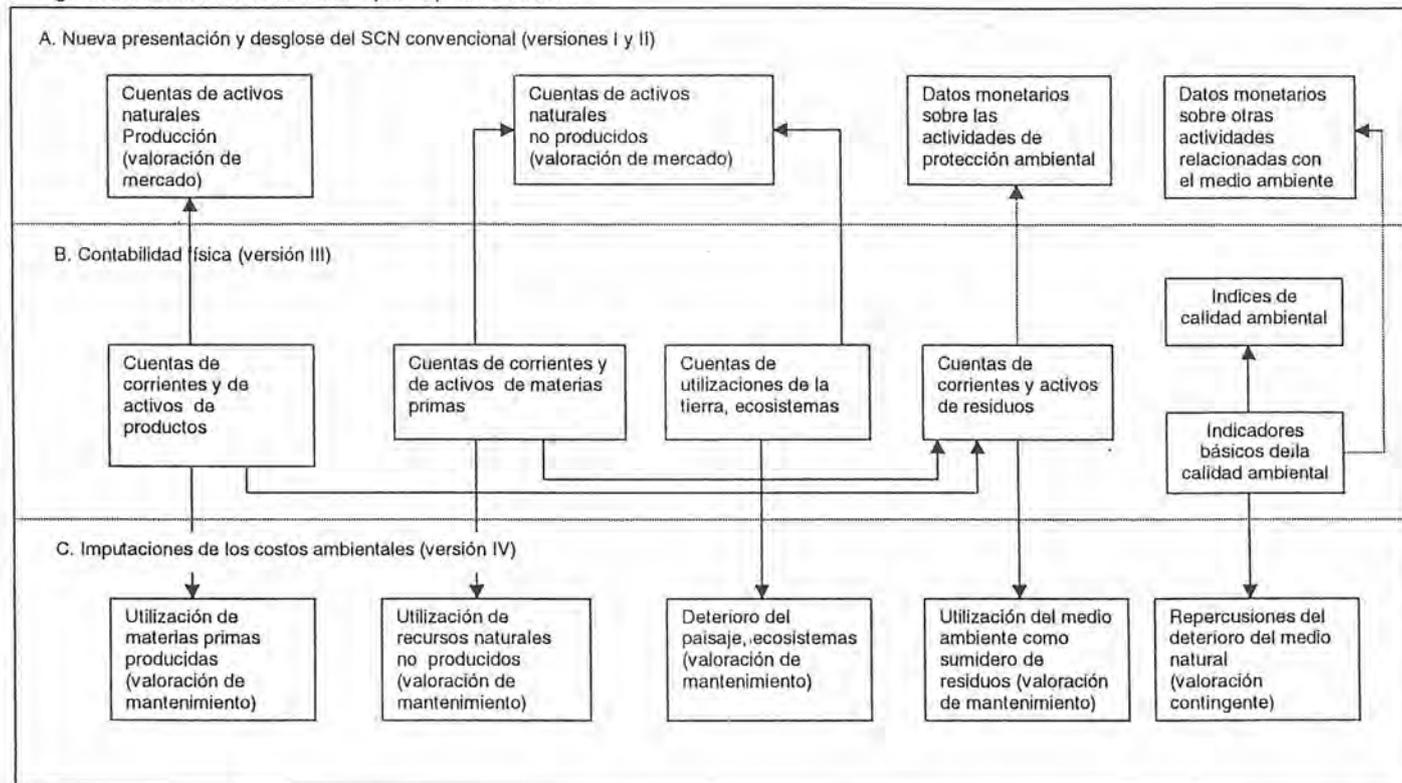 A. Nueva presentación y desglose del SCN convencional (versiones I y II)
Cuentas de activos
naturales
Producción
(valoración de
mercado)
Cuentas de activos
naturales
no producidos
(valoración de mercado)
Datos monetarios
sobre las
actividades de
protección ambiental
Datos monetarios
sobre otras
actividades
relacionadas con
el medio ambiente
B. Contabilidad física (versión III)
Indices de
calidad ambiental
Cuentas de
corrientes y de
activos de
productos
Cuentas de corrientes y
de activos de materias
primas
Cuentas de
utilizaciones de la
tierra, ecosistemas
Cuentas de
corrientes y activos
de residuos
Indicadores
básicos de la
calidad ambiental
C. Imputaciones de los costos ambientales (versión IV)
Utilización de
materias primas
producidas
(valoración de
mantenimiento)
Utilización de
recursos naturales
no producidos
(valoración de
mantenimiento)
Deterioro del
paisaje, ecosistemas
(valoración de
mantenimiento)
Utilización del medio
ambiente como
sumidero de
residuos (valoración
de mantenimiento)
Repercusiones del
deterioro del medio
natural
(valoración
contingente)